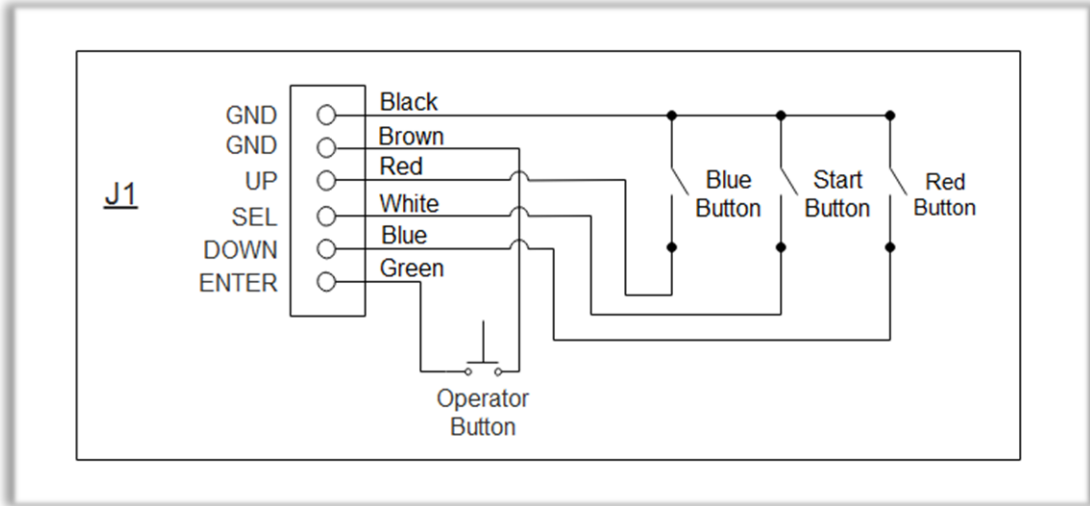 J1
GND
GND
UP
SEL
DOWN
ENTER
Black
Brown
Red
White
Blue
Green
Blue
Button
Start
Button
Red
Button
Operator
Button